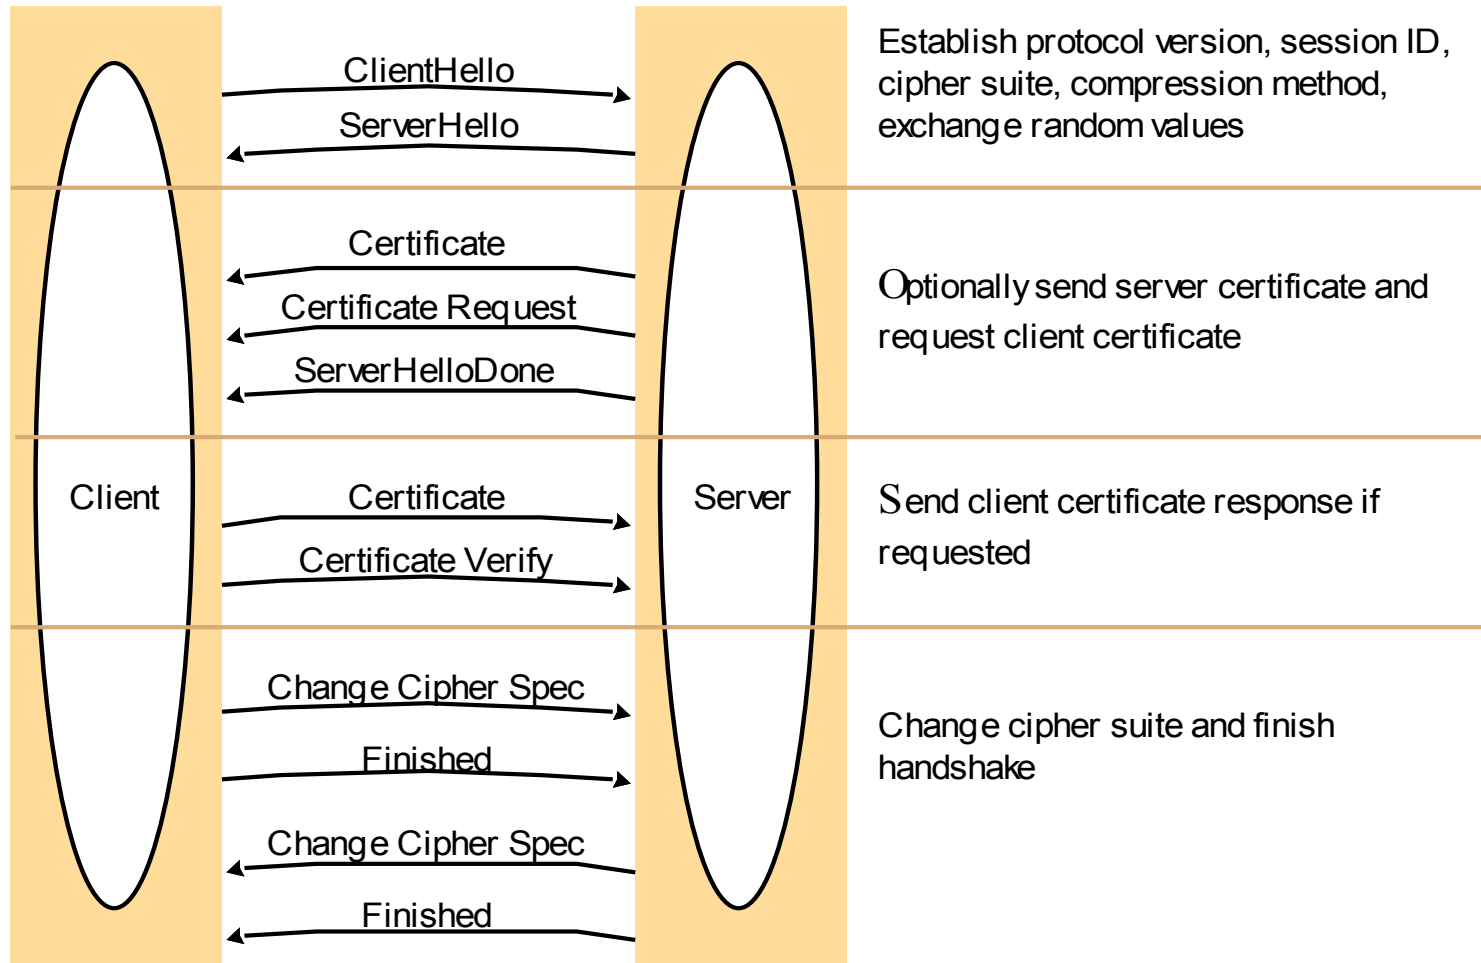 ClientHello
ServerHello
Establish protocol version, session ID,
cipher suite, compression method,
exchange random values
Certificate
Certificate Request
ServerHelloDone
Optionally send server certificate and
request client certificate
Client
Certificate
Certificate Verify
Server
Send client certificate response if
requested
Change Cipher Spec
Finished
Change Cipher Spec
Finished
Change cipher suite and finish
handshake